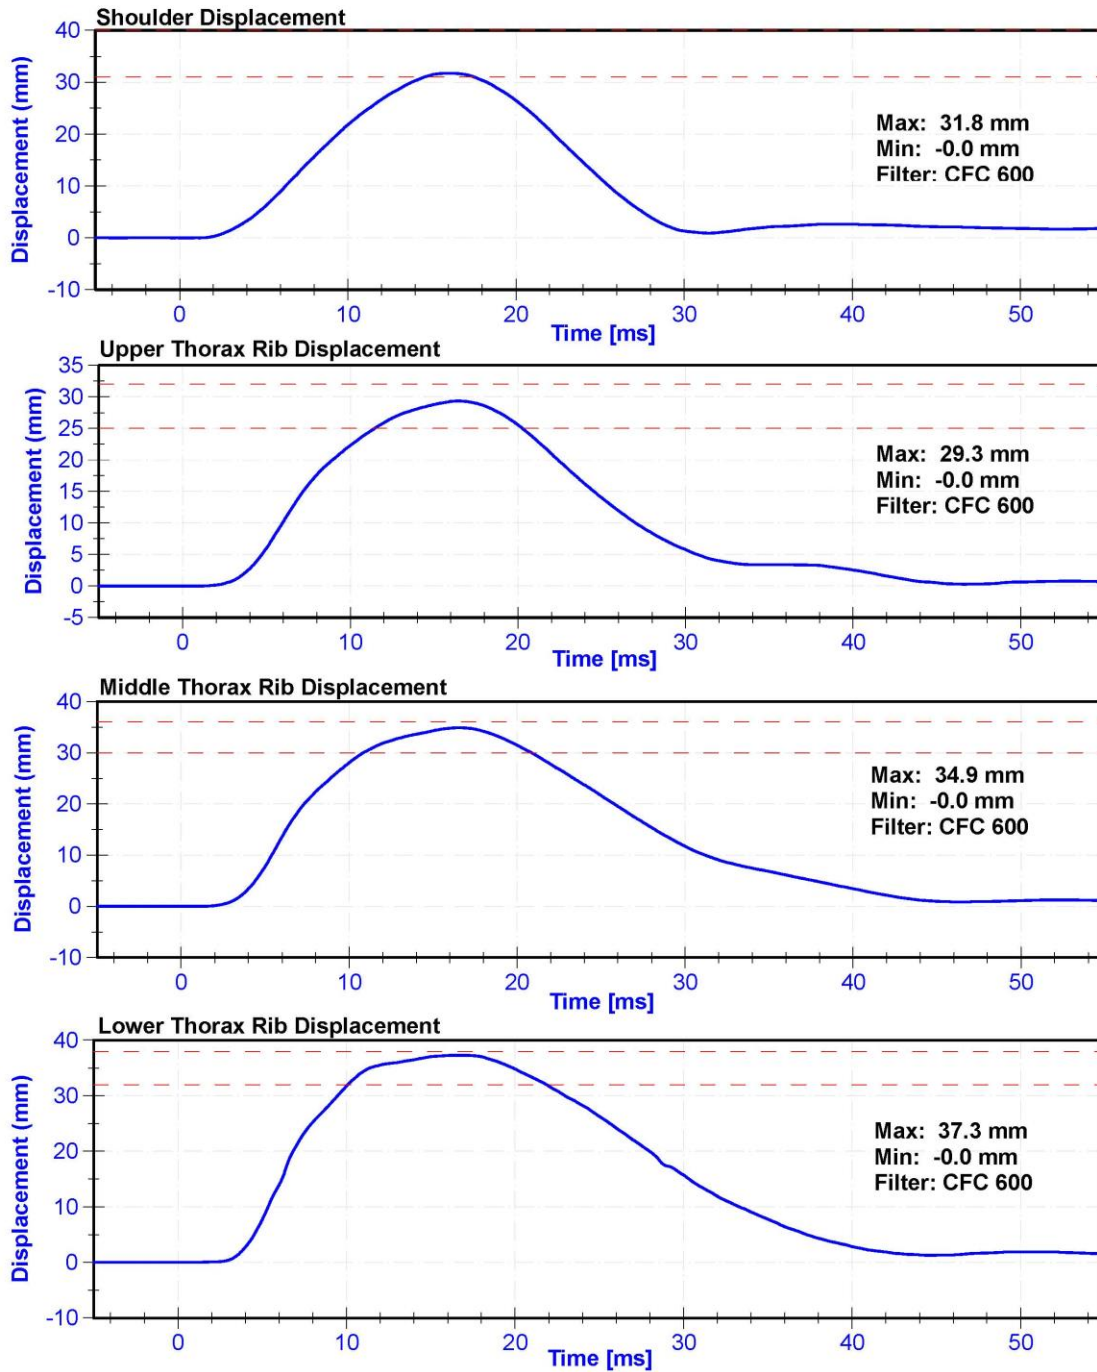 Shoulder Displacement
40
30
20
10
0
-10
Displacement (mm)
Max: 31.8 mm
Min: -0.0 mm
Filter: CFC 600
0 10 20 30 40 50
Time [ms]
Upper Thorax Rib Displacement
35
30
25
20
15
10
5
0
-5
Displacement (mm)
Max: 29.3 mm
Min: -0.0 mm
Filter: CFC 600
0 10 20 30 40 50
Time [ms]
Middle Thorax Rib Displacement
40
30
20
10
0
-10
Displacement (mm)
Max: 34.9 mm
Min: -0.0 mm
Filter: CFC 600
0 10 20 30 40 50
Time [ms]
Lower Thorax Rib Displacement
40
30
20
10
0
-10
Displacement (mm)
Max: 37.3 mm
Min: -0.0 mm
Filter: CFC 600
0 10 20 30 40 50
Time [ms]